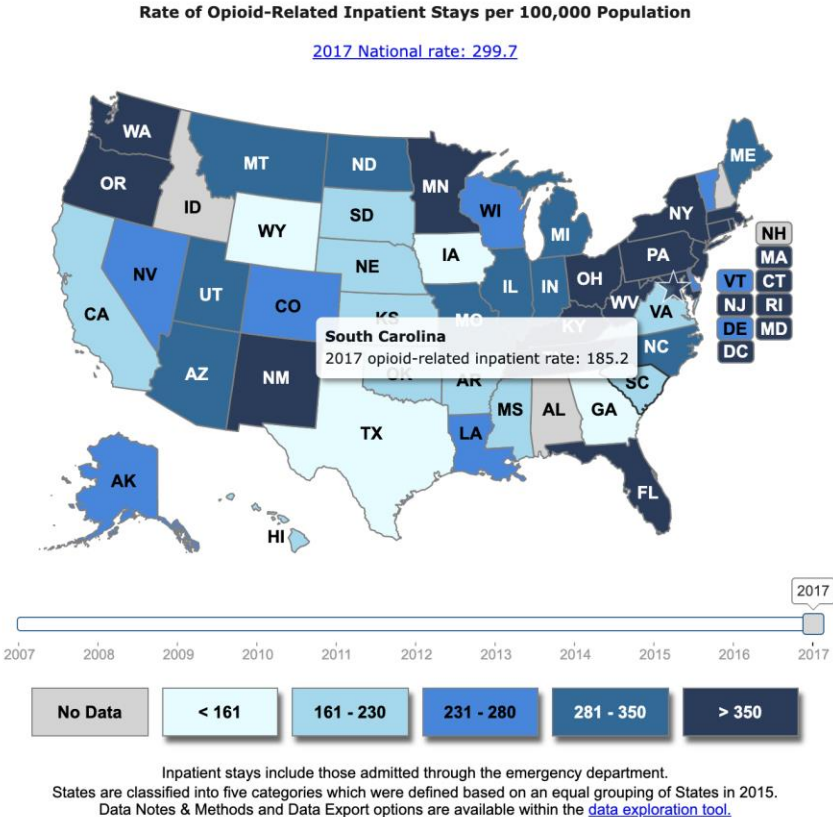 Rate of Opioid-Related Inpatient Stays per 100,000 Population
2017 National rate: 299.7
WA
MT
ND
MN
ME
OR
ID
SD
WI
NY
WY
MI
NH
IA
PA
MA
NE
OH
NV
IL
IN
VT
CT
UT
CO
WV
NJ
RI
CA
KS
MO
KY
VA
DE
MD
DC
South Carolina
2017 opioid-related inpatient rate: 185.2
NC
AZ
NM
OK
AR
SC
MS
AL
GA
TX
LA
AK
FL
HI
2017
2007
2008
2009
2010
2011
2012
2013
2014
2015
2016
2017
No Data
< 161
161 - 230
231 - 280
281 - 350
> 350
Inpatient stays include those admitted through the emergency department.
States are classified into five categories which were defined based on an equal grouping of States in 2015.
Data Notes & Methods and Data Export options are available within the data exploration tool.